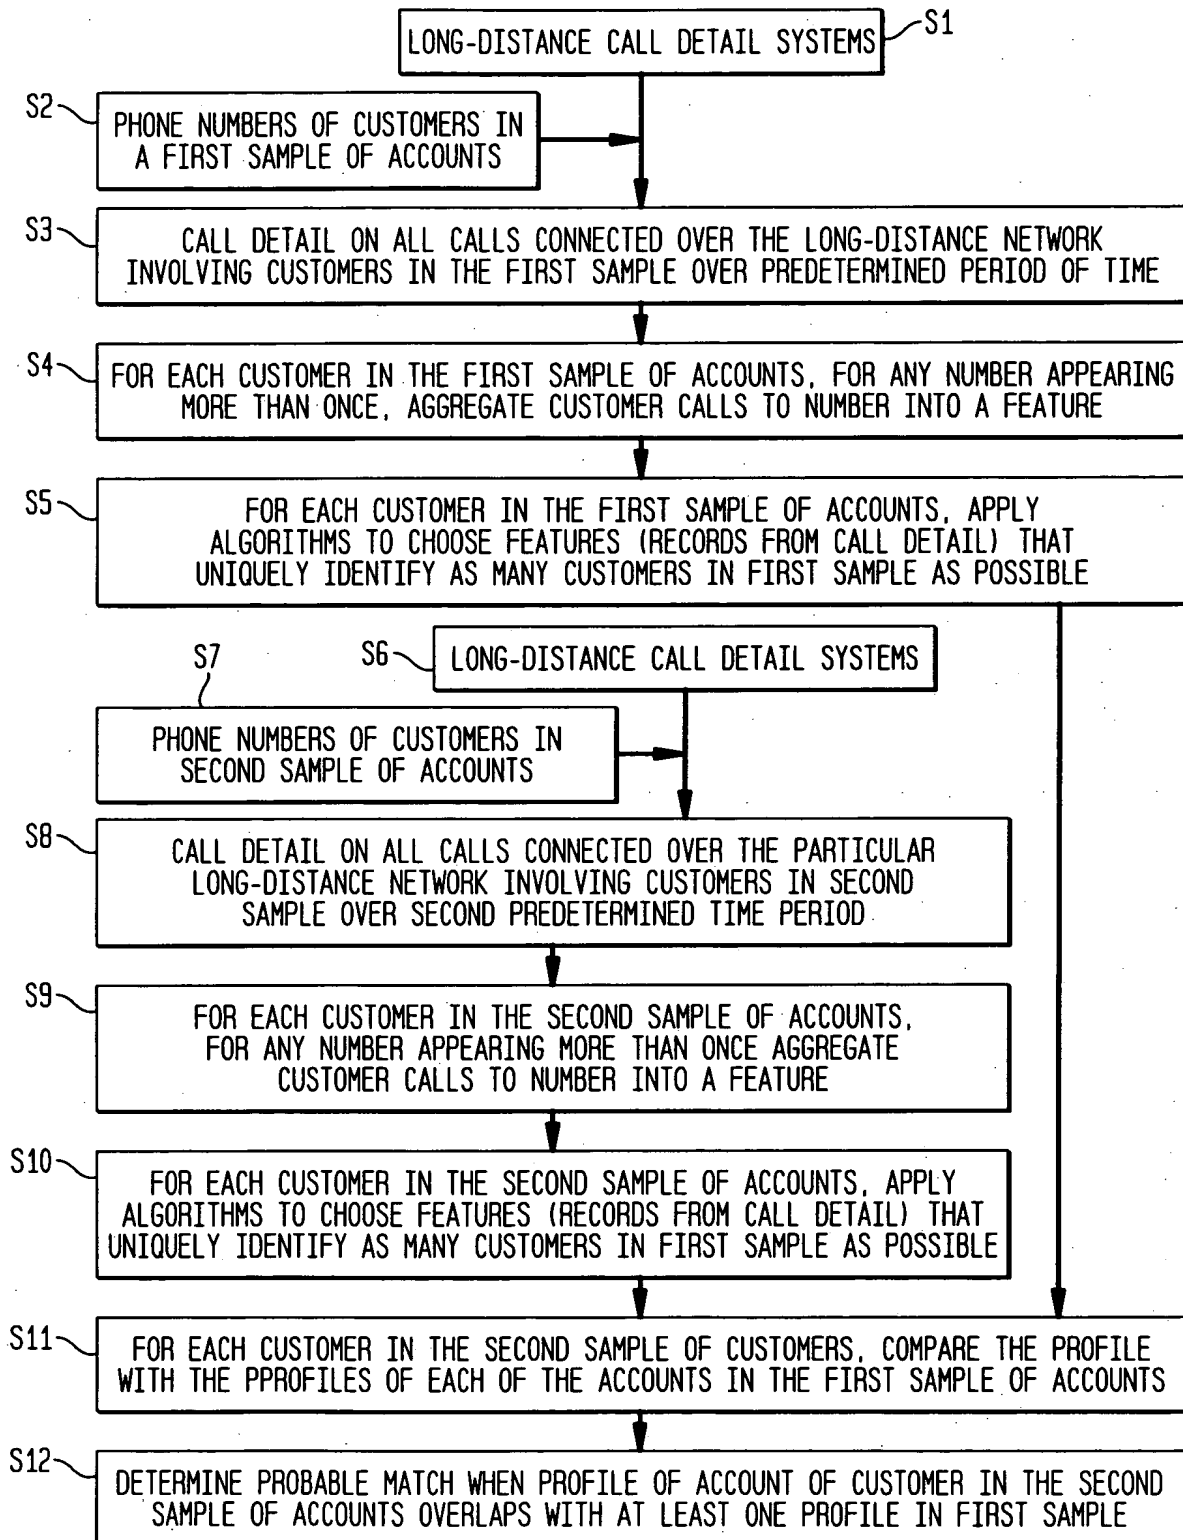 LONG-DISTANCE CALL DETAIL SYSTEMS
S1
S2
PHONE NUMBERS OF CUSTOMERS IN
A FIRST SAMPLE OF ACCOUNTS
S3
CALL DETAIL ON ALL CALLS CONNECTED OVER THE LONG-DISTANCE NETWORK
INVOLVING CUSTOMERS IN THE FIRST SAMPLE OVER PREDETERMINED PERIOD OF TIME
S4
FOR EACH CUSTOMER IN THE FIRST SAMPLE OF ACCOUNTS, FOR ANY NUMBER APPEARING
MORE THAN ONCE, AGGREGATE CUSTOMER CALLS TO NUMBER INTO A FEATURE
S5
FOR EACH CUSTOMER IN THE FIRST SAMPLE OF ACCOUNTS, APPLY
ALGORITHMS TO CHOOSE FEATURES (RECORDS FROM CALL DETAIL) THAT
UNIQUELY IDENTIFY AS MANY CUSTOMERS IN FIRST SAMPLE AS POSSIBLE
S6
LONG-DISTANCE CALL DETAIL SYSTEMS
S7
PHONE NUMBERS OF CUSTOMERS IN
SECOND SAMPLE OF ACCOUNTS
S8
CALL DETAIL ON ALL CALLS CONNECTED OVER THE PARTICULAR
LONG-DISTANCE NETWORK INVOLVING CUSTOMERS IN SECOND
SAMPLE OVER SECOND PREDETERMINED TIME PERIOD
S9
FOR EACH CUSTOMER IN THE SECOND SAMPLE OF ACCOUNTS,
FOR ANY NUMBER APPEARING MORE THAN ONCE AGGREGATE
CUSTOMER CALLS TO NUMBER INTO A FEATURE
S10
FOR EACH CUSTOMER IN THE SECOND SAMPLE OF ACCOUNTS, APPLY
ALGORITHMS TO CHOOSE FEATURES (RECORDS FROM CALL DETAIL) THAT
UNIQUELY IDENTIFY AS MANY CUSTOMERS IN FIRST SAMPLE AS POSSIBLE
S11
FOR EACH CUSTOMER IN THE SECOND SAMPLE OF CUSTOMERS, COMPARE THE PROFILE
WITH THE PPROFILES OF EACH OF THE ACCOUNTS IN THE FIRST SAMPLE OF ACCOUNTS
S12
DETERMINE PROBABLE MATCH WHEN PROFILE OF ACCOUNT OF CUSTOMER IN THE SECOND
SAMPLE OF ACCOUNTS OVERLAPS WITH AT LEAST ONE PROFILE IN FIRST SAMPLE